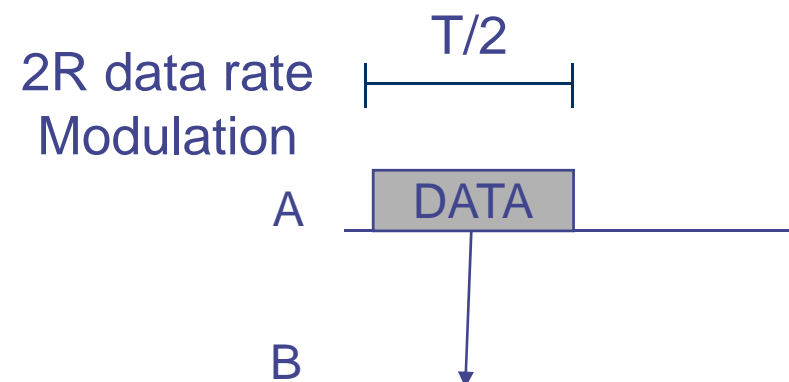 T/2
2R data rate
Modulation
A
DATA
B